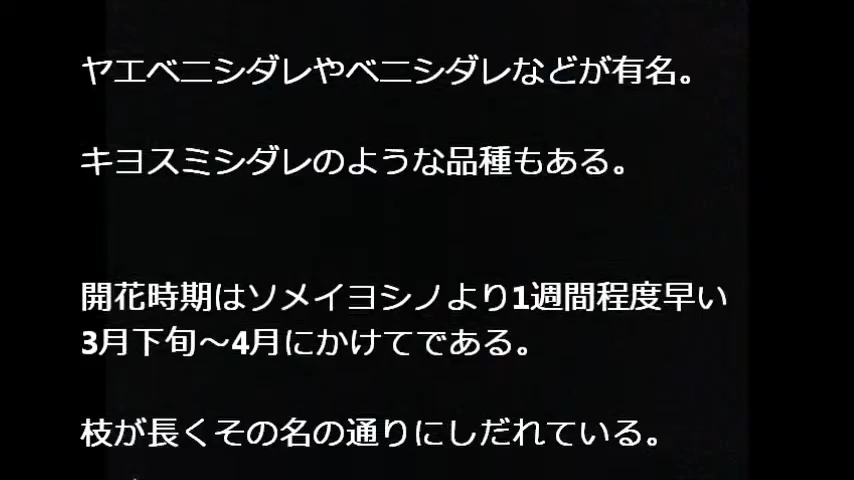 ヤエベニシダレやベニシダレなどが有名。
キヨスミシダレのような品種もある。
開花時期はソメイヨシノより1週間程度早い
3月下旬～4月にかけてである。
枝が長くその名の通りにしだれている。